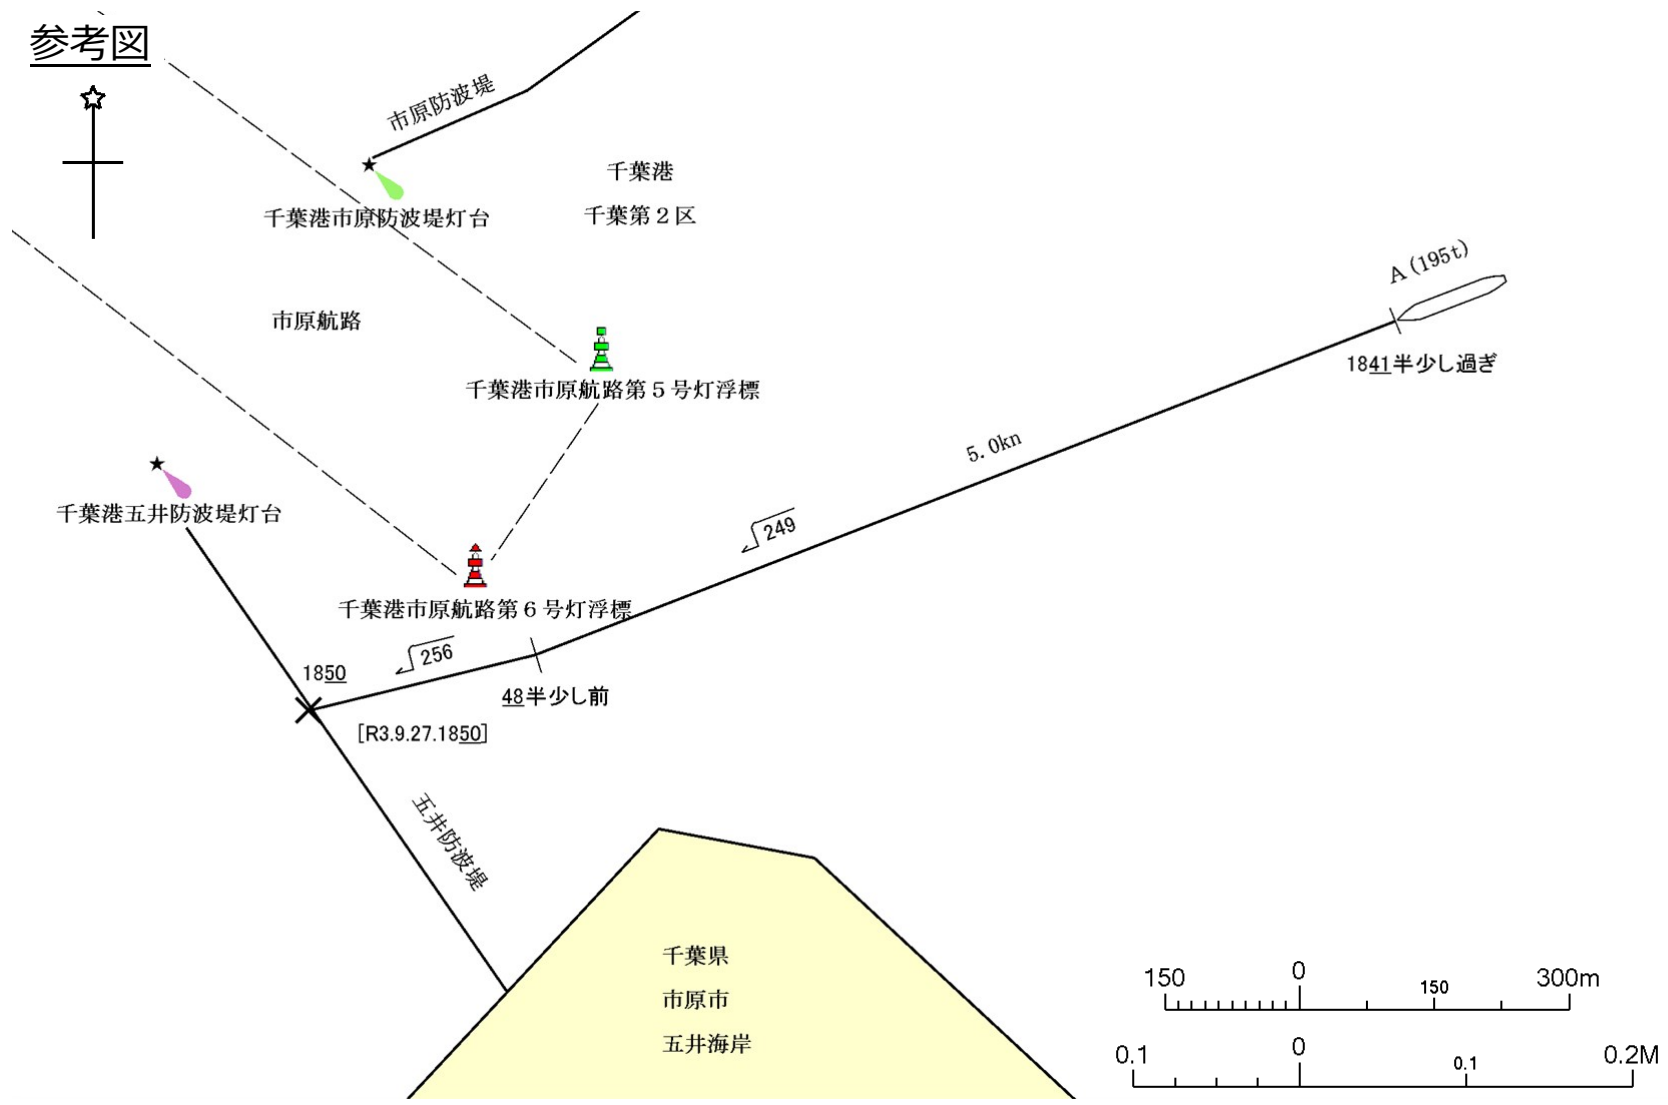 参考図
市原防波堤
千葉港
千葉第２区
千葉港市原防波堤灯台
A (195t)
市原航路
1841半少し過ぎ
千葉港市原航路第５号灯浮標
5.0kn
千葉港五井防波堤灯台
249
千葉港市原航路第６号灯浮標
256
1850
48半少し前
[R3.9.27.1850]
五井防波堤
千葉県
市原市
五井海岸
150 0 150 300m
0.1 0 0.1 0.2M